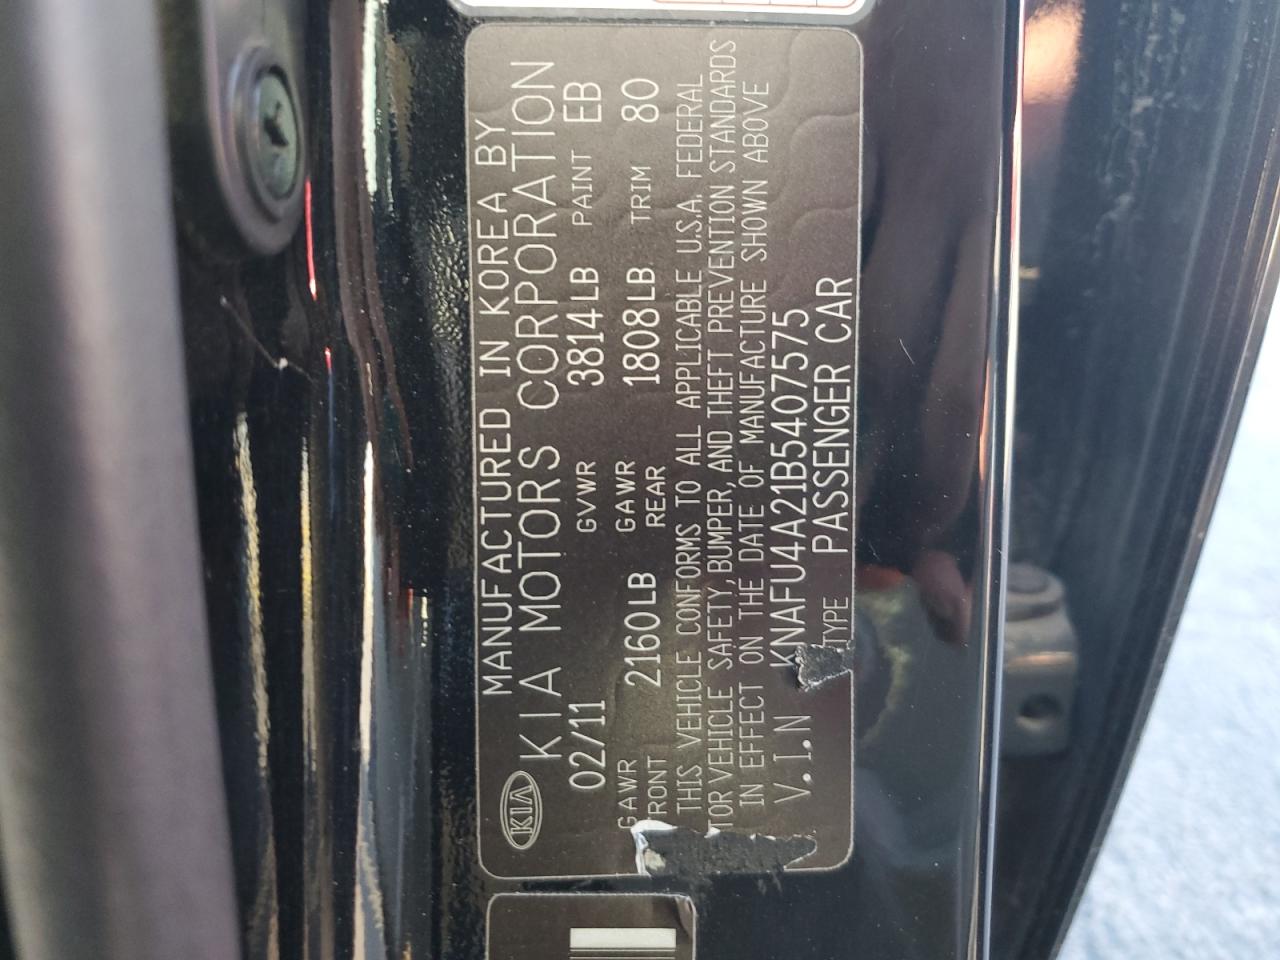 MANUFACTURED IN KOREA BY
KIA KIA MOTORS CORPORATION
02/11 GVWR 3814LB PAINT EB
GAWR FRONT 2160LB GAWR REAR 1808LB TRIM 80
THIS VEHICLE CONFORMS TO ALL APPLICABLE U.S.A. FEDERAL
TOR VEHICLE SAFETY, BUMPER, AND THEFT PREVENTION STANDARDS
IN EFFECT ON THE DATE OF MANUFACTURE SHOWN ABOVE
V.I.N KNAFU4A21B5407575
TYPE PASSENGER CAR